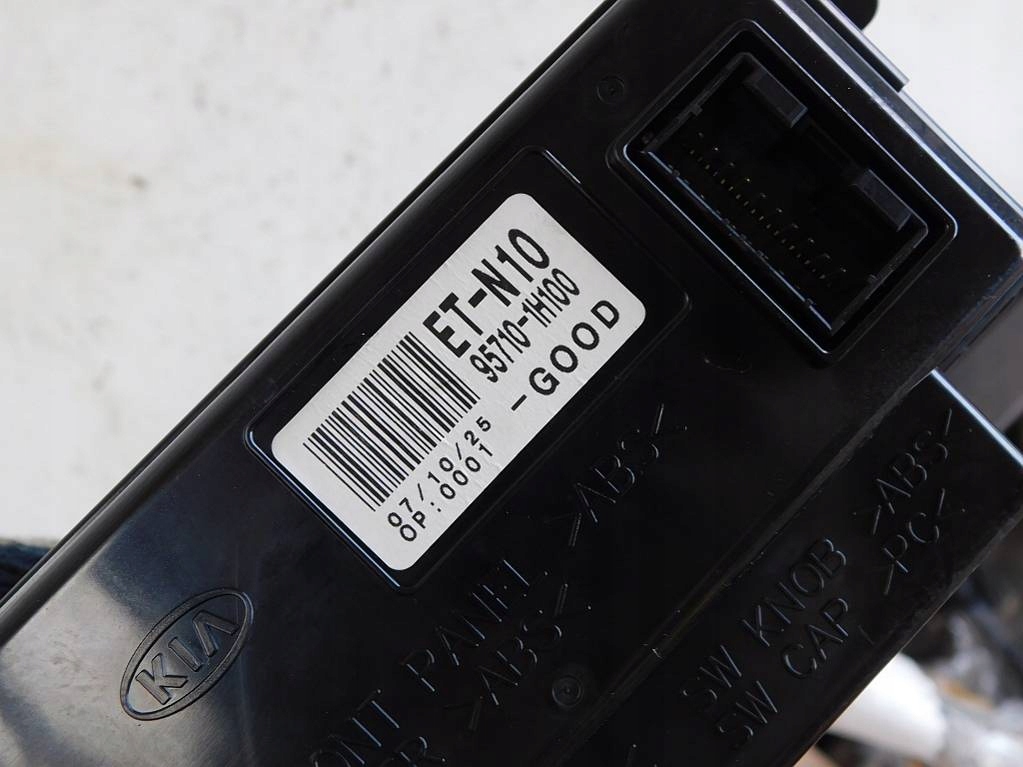 ET-N10
95710-1H100
-GOOD
07/10/25
OP:0001
KIA
PANEL >ABS<
>ABS<
SW KNOB >ABS<
SW CAP >PC<